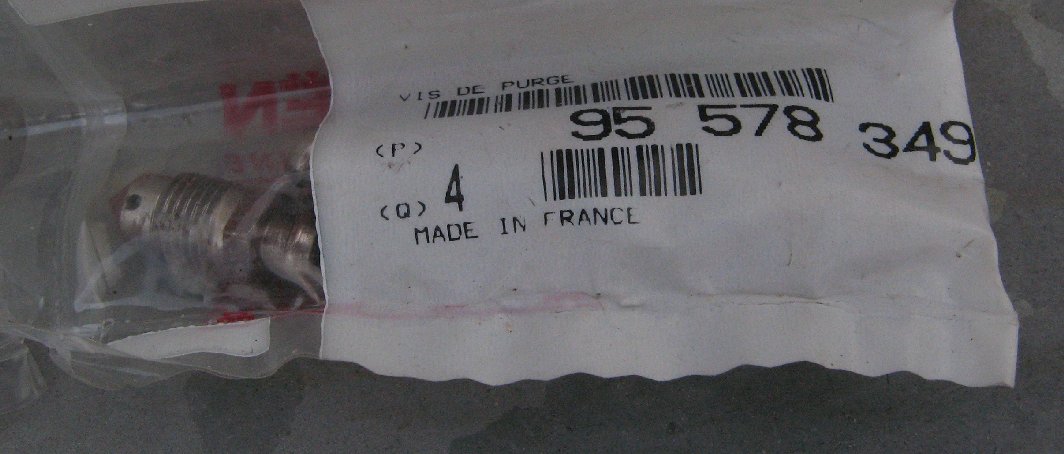 VIS DE PURGE
95 578 349
(P)
(Q) 4
MADE IN FRANCE